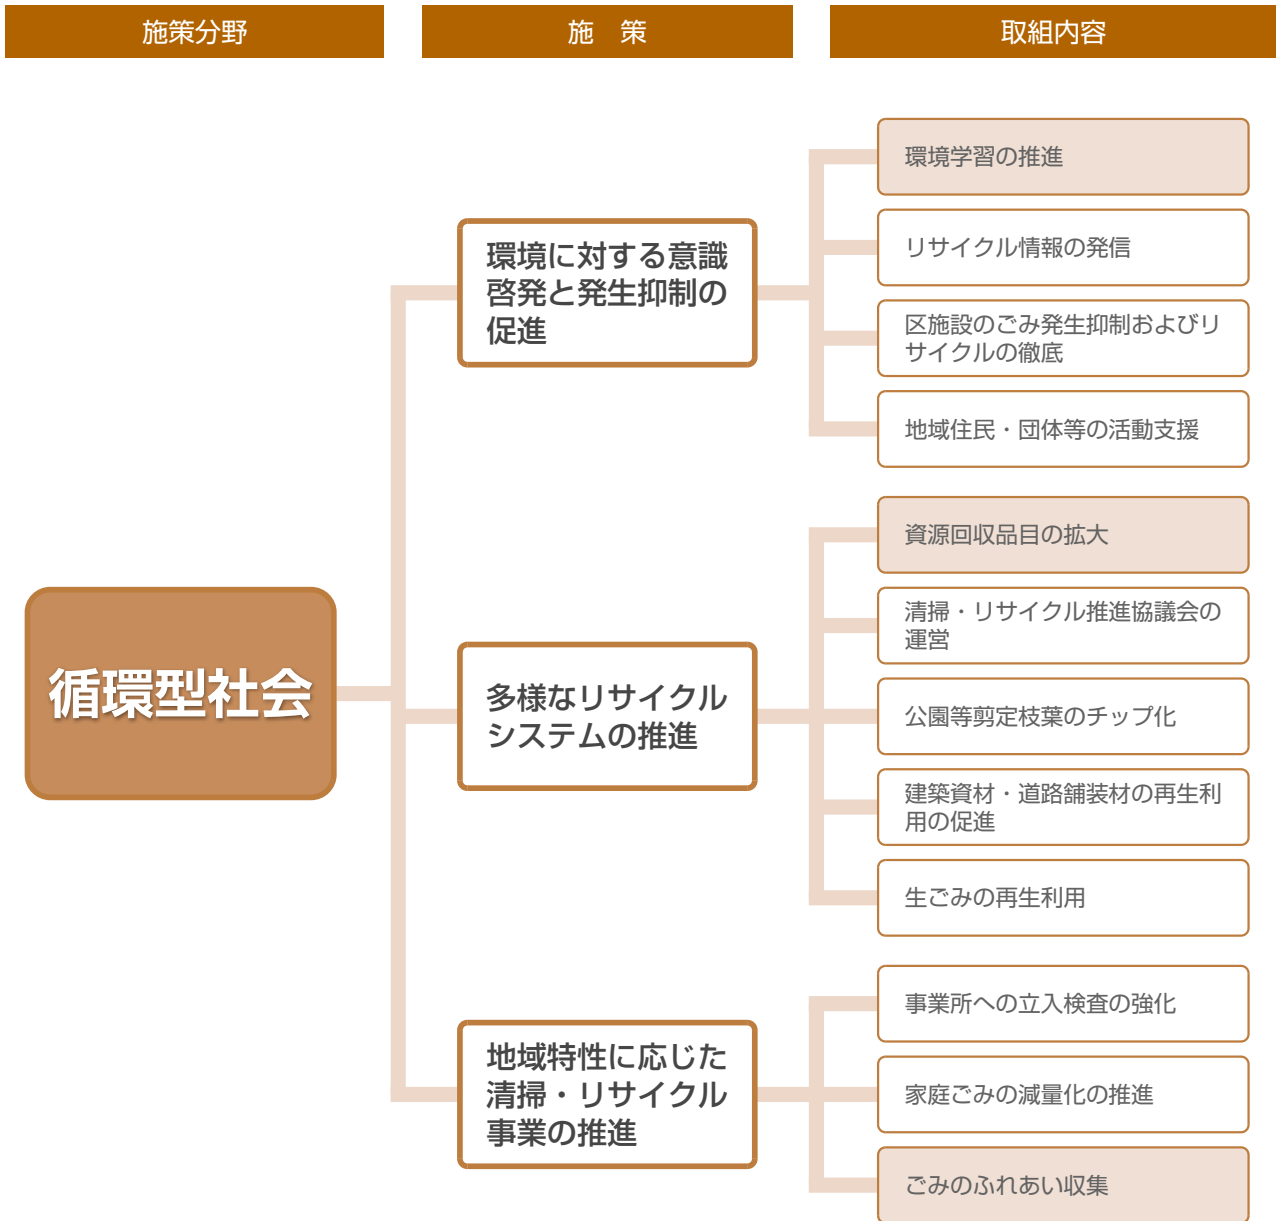 施策分野
施　策
取組内容
循環型社会
環境に対する意識
啓発と発生抑制の
促進
環境学習の推進
リサイクル情報の発信
区施設のごみ発生抑制およびリ
サイクルの徹底
地域住民・団体等の活動支援
多様なリサイクル
システムの推進
資源回収品目の拡大
清掃・リサイクル推進協議会の
運営
公園等剪定枝葉のチップ化
建築資材・道路舗装材の再生利
用の促進
生ごみの再生利用
地域特性に応じた
清掃・リサイクル
事業の推進
事業所への立入検査の強化
家庭ごみの減量化の推進
ごみのふれあい収集